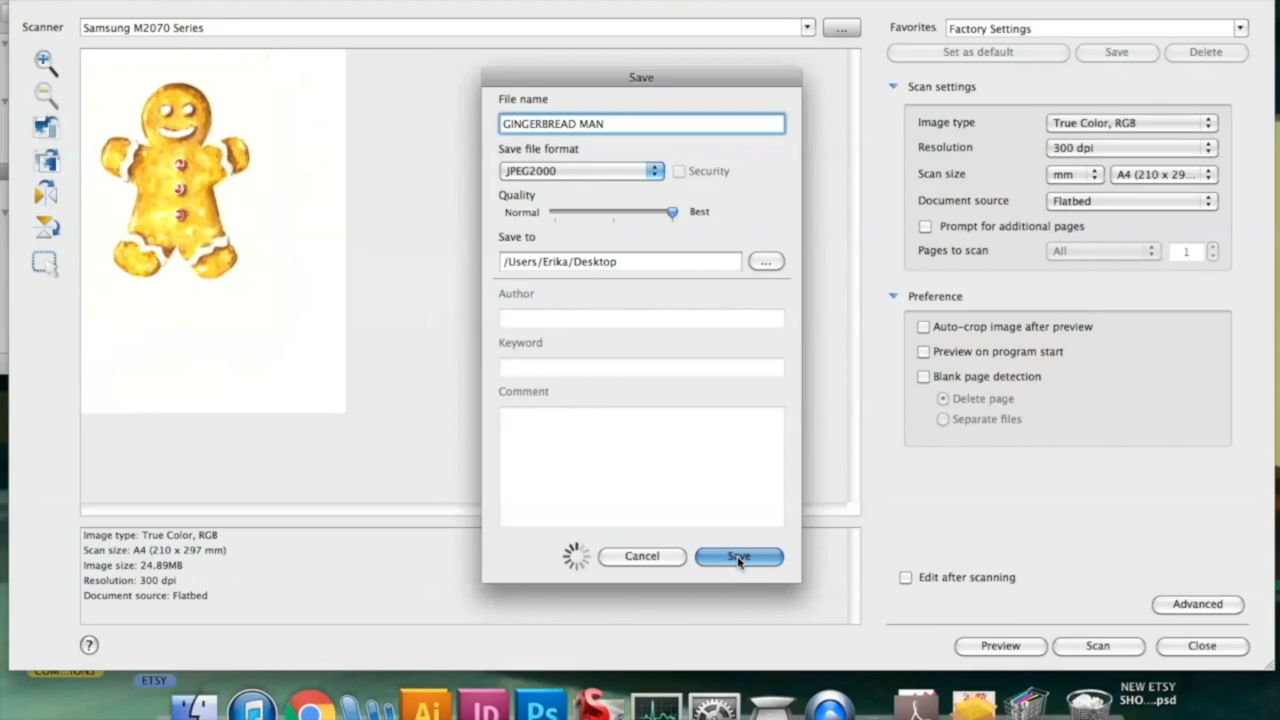 Scanner
Samsung M2070 Series
...
Favorites
Factory Settings
Set as default
Save
Delete
Save
File name
GINGERBREAD MAN
Save file format
JPEG2000
Security
Quality
Normal
Best
Save to
/Users/Erika/Desktop
...
Author
Keyword
Comment
Cancel
Save
Scan settings
Image type
True Color, RGB
Resolution
300 dpi
Scan size
mm
A4 (210 x 29...
Document source
Flatbed
Prompt for additional pages
Pages to scan
All
1
Preference
Auto-crop image after preview
Preview on program start
Blank page detection
Delete page
Separate files
Image type: True Color, RGB
Scan size: A4 (210 x 297 mm)
Image size: 24.89MB
Resolution: 300 dpi
Document source: Flatbed
Edit after scanning
Advanced
?
Preview
Scan
Close
ETSY
Ai
Id
Ps
NEW ETSY
SHO....psd